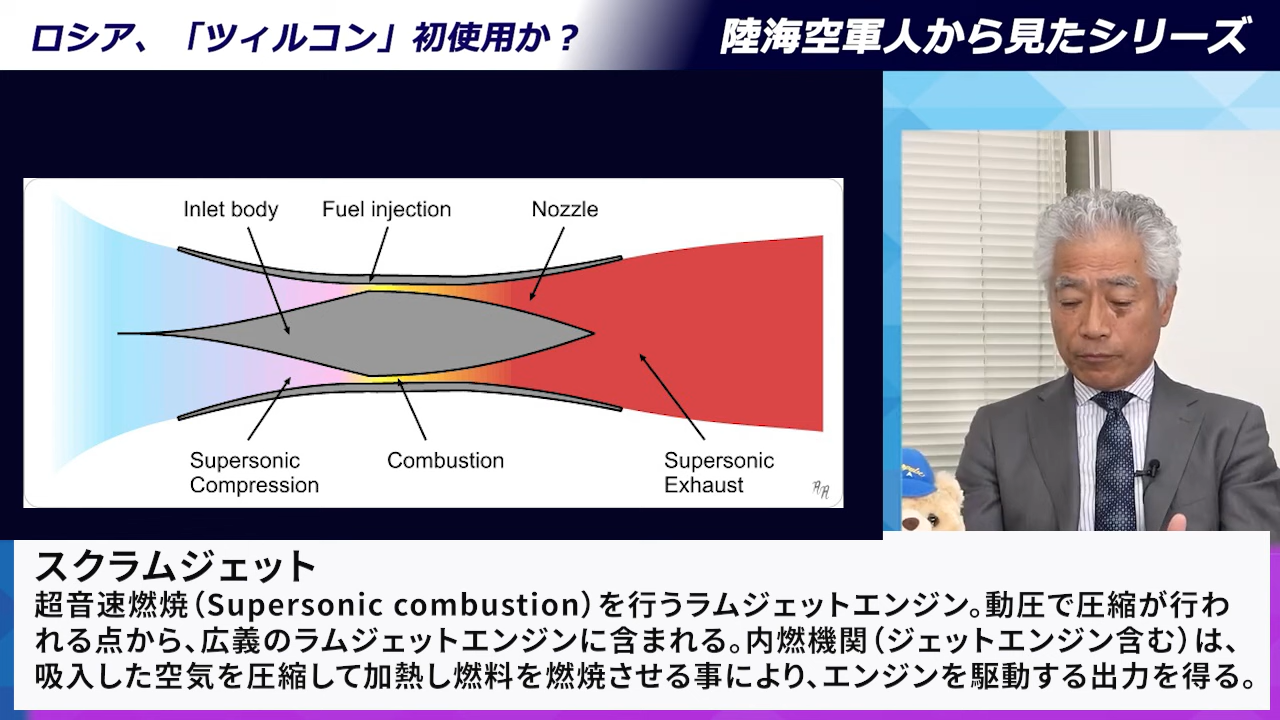 ロシア、「ツィルコン」初使用か？
陸海空軍人から見たシリーズ
Inlet body
Fuel injection
Nozzle
Supersonic
Compression
Combustion
Supersonic
Exhaust
スクラムジェット
超音速燃焼（Supersonic combustion）を行うラムジェットエンジン。動圧で圧縮が行わ
れる点から、広義のラムジェットエンジンに含まれる。内燃機関（ジェットエンジン含む）は、
吸入した空気を圧縮して加熱し燃料を燃焼させる事により、エンジンを駆動する出力を得る。